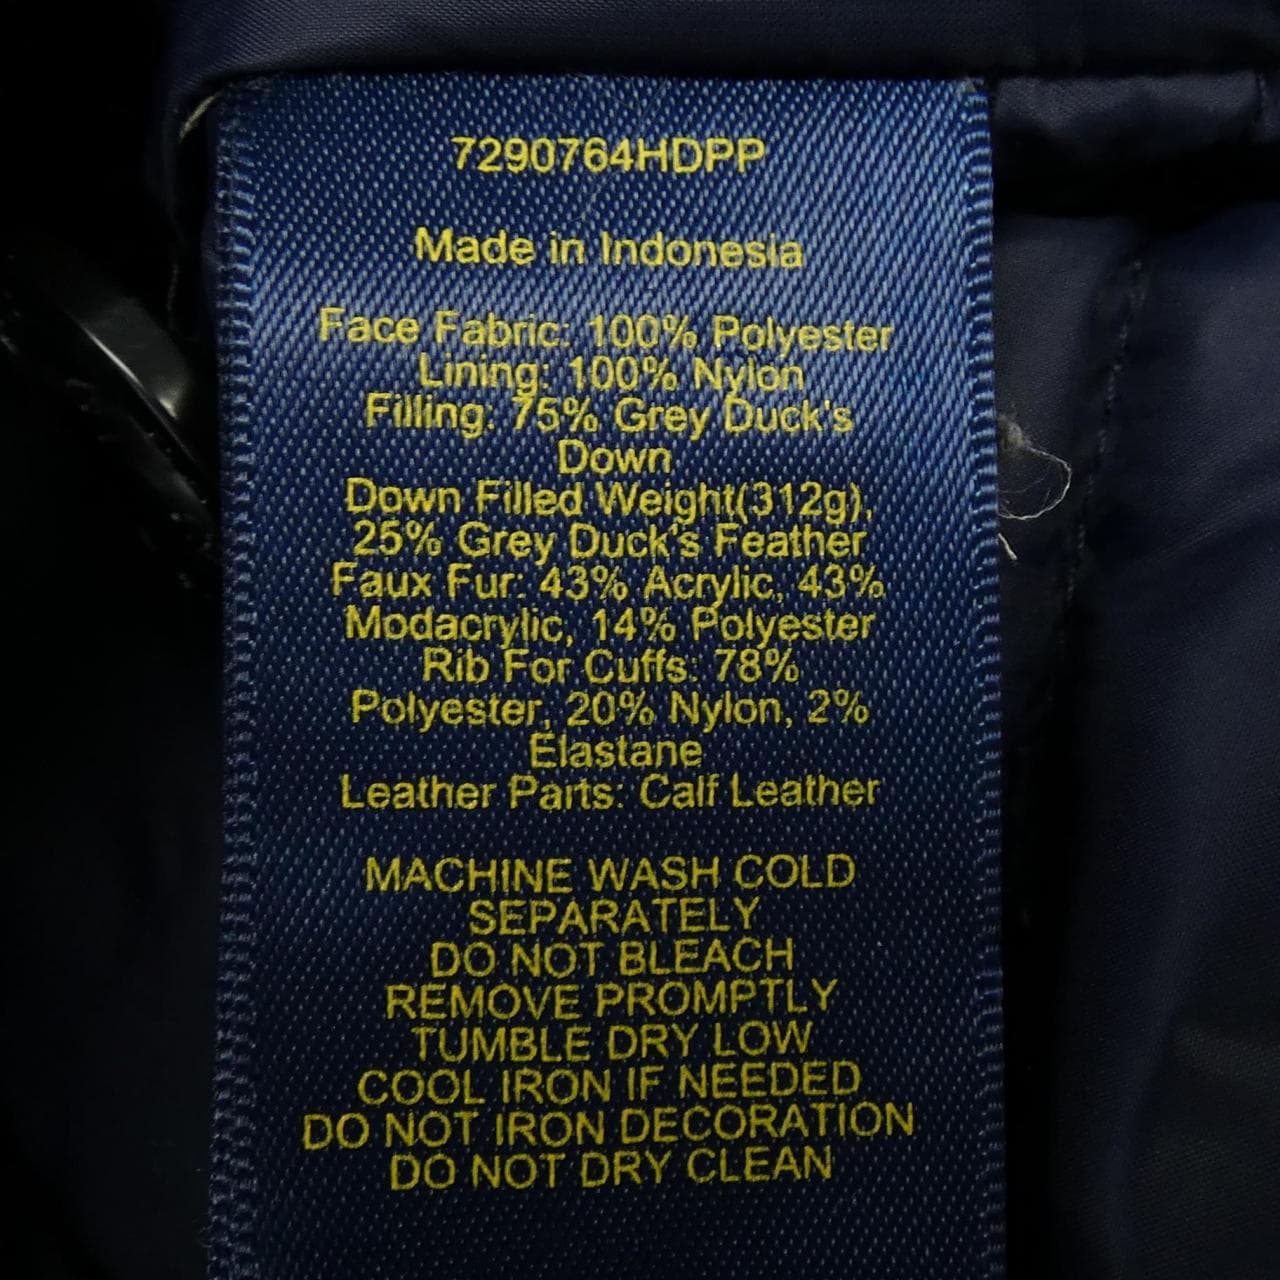 7290764HDPP
Made in Indonesia
Face Fabric: 100% Polyester
Lining: 100% Nylon
Filling: 75% Grey Duck's
Down
Down Filled Weight(312g),
25% Grey Duck's Feather
Faux Fur: 43% Acrylic, 43%
Modacrylic, 14% Polyester
Rib For Cuffs: 78%
Polyester, 20% Nylon, 2%
Elastane
Leather Parts: Calf Leather
MACHINE WASH COLD
SEPARATELY
DO NOT BLEACH
REMOVE PROMPTLY
TUMBLE DRY LOW
COOL IRON IF NEEDED
DO NOT IRON DECORATION
DO NOT DRY CLEAN